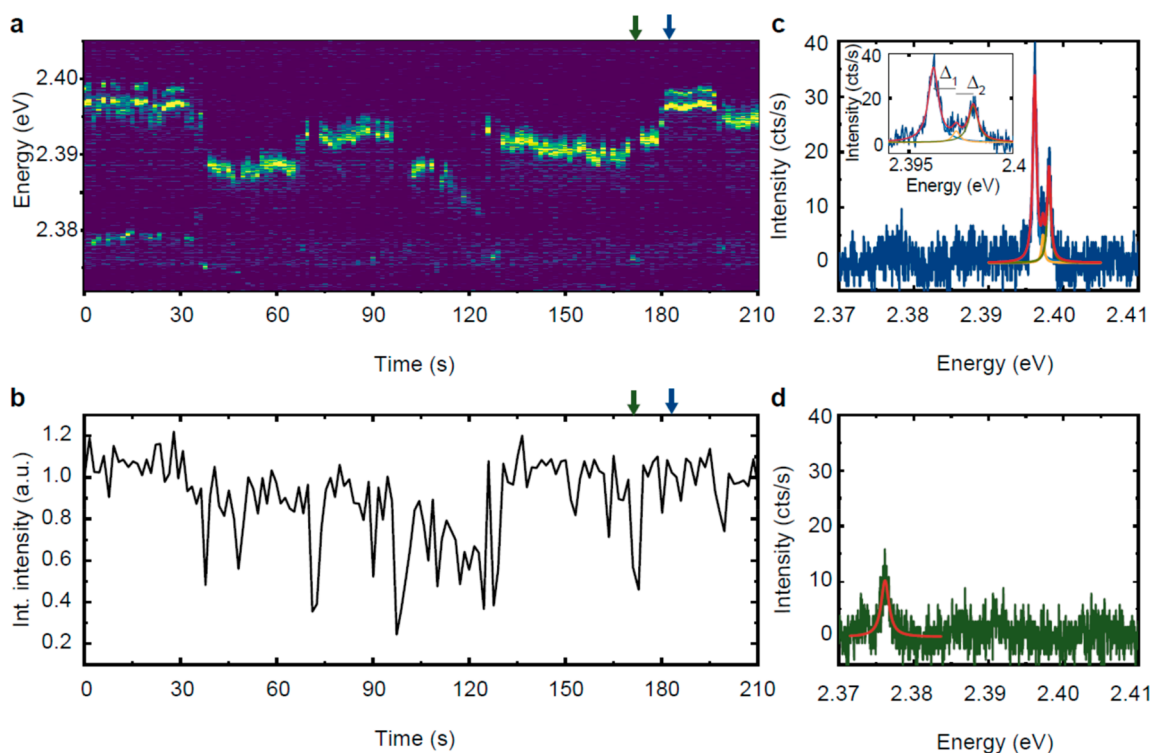 a
Energy (eV)
2.40
2.39
2.38
0 30 60 90 120 150 180 210
Time (s)
b
Int. intensity (a.u.)
1.2
1.0
0.8
0.6
0.4
0.2
0 30 60 90 120 150 180 210
Time (s)
c
Intensity (cts/s)
40
30
20
10
0
2.37 2.38 2.39 2.40 2.41
Energy (eV)
Intensity (cts/s)
40
20
0
Δ1
Δ2
2.395 2.4
Energy (eV)
d
Intensity (cts/s)
40
30
20
10
0
2.37 2.38 2.39 2.40 2.41
Energy (eV)